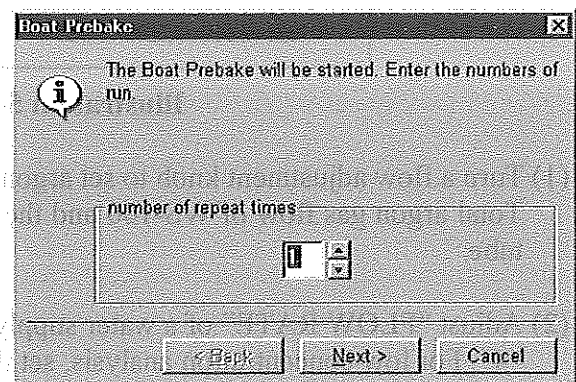 Boat Prebake
The Boat Prebake will be started. Enter the numbers of
run.
number of repeat times
1
< Back
Next >
Cancel